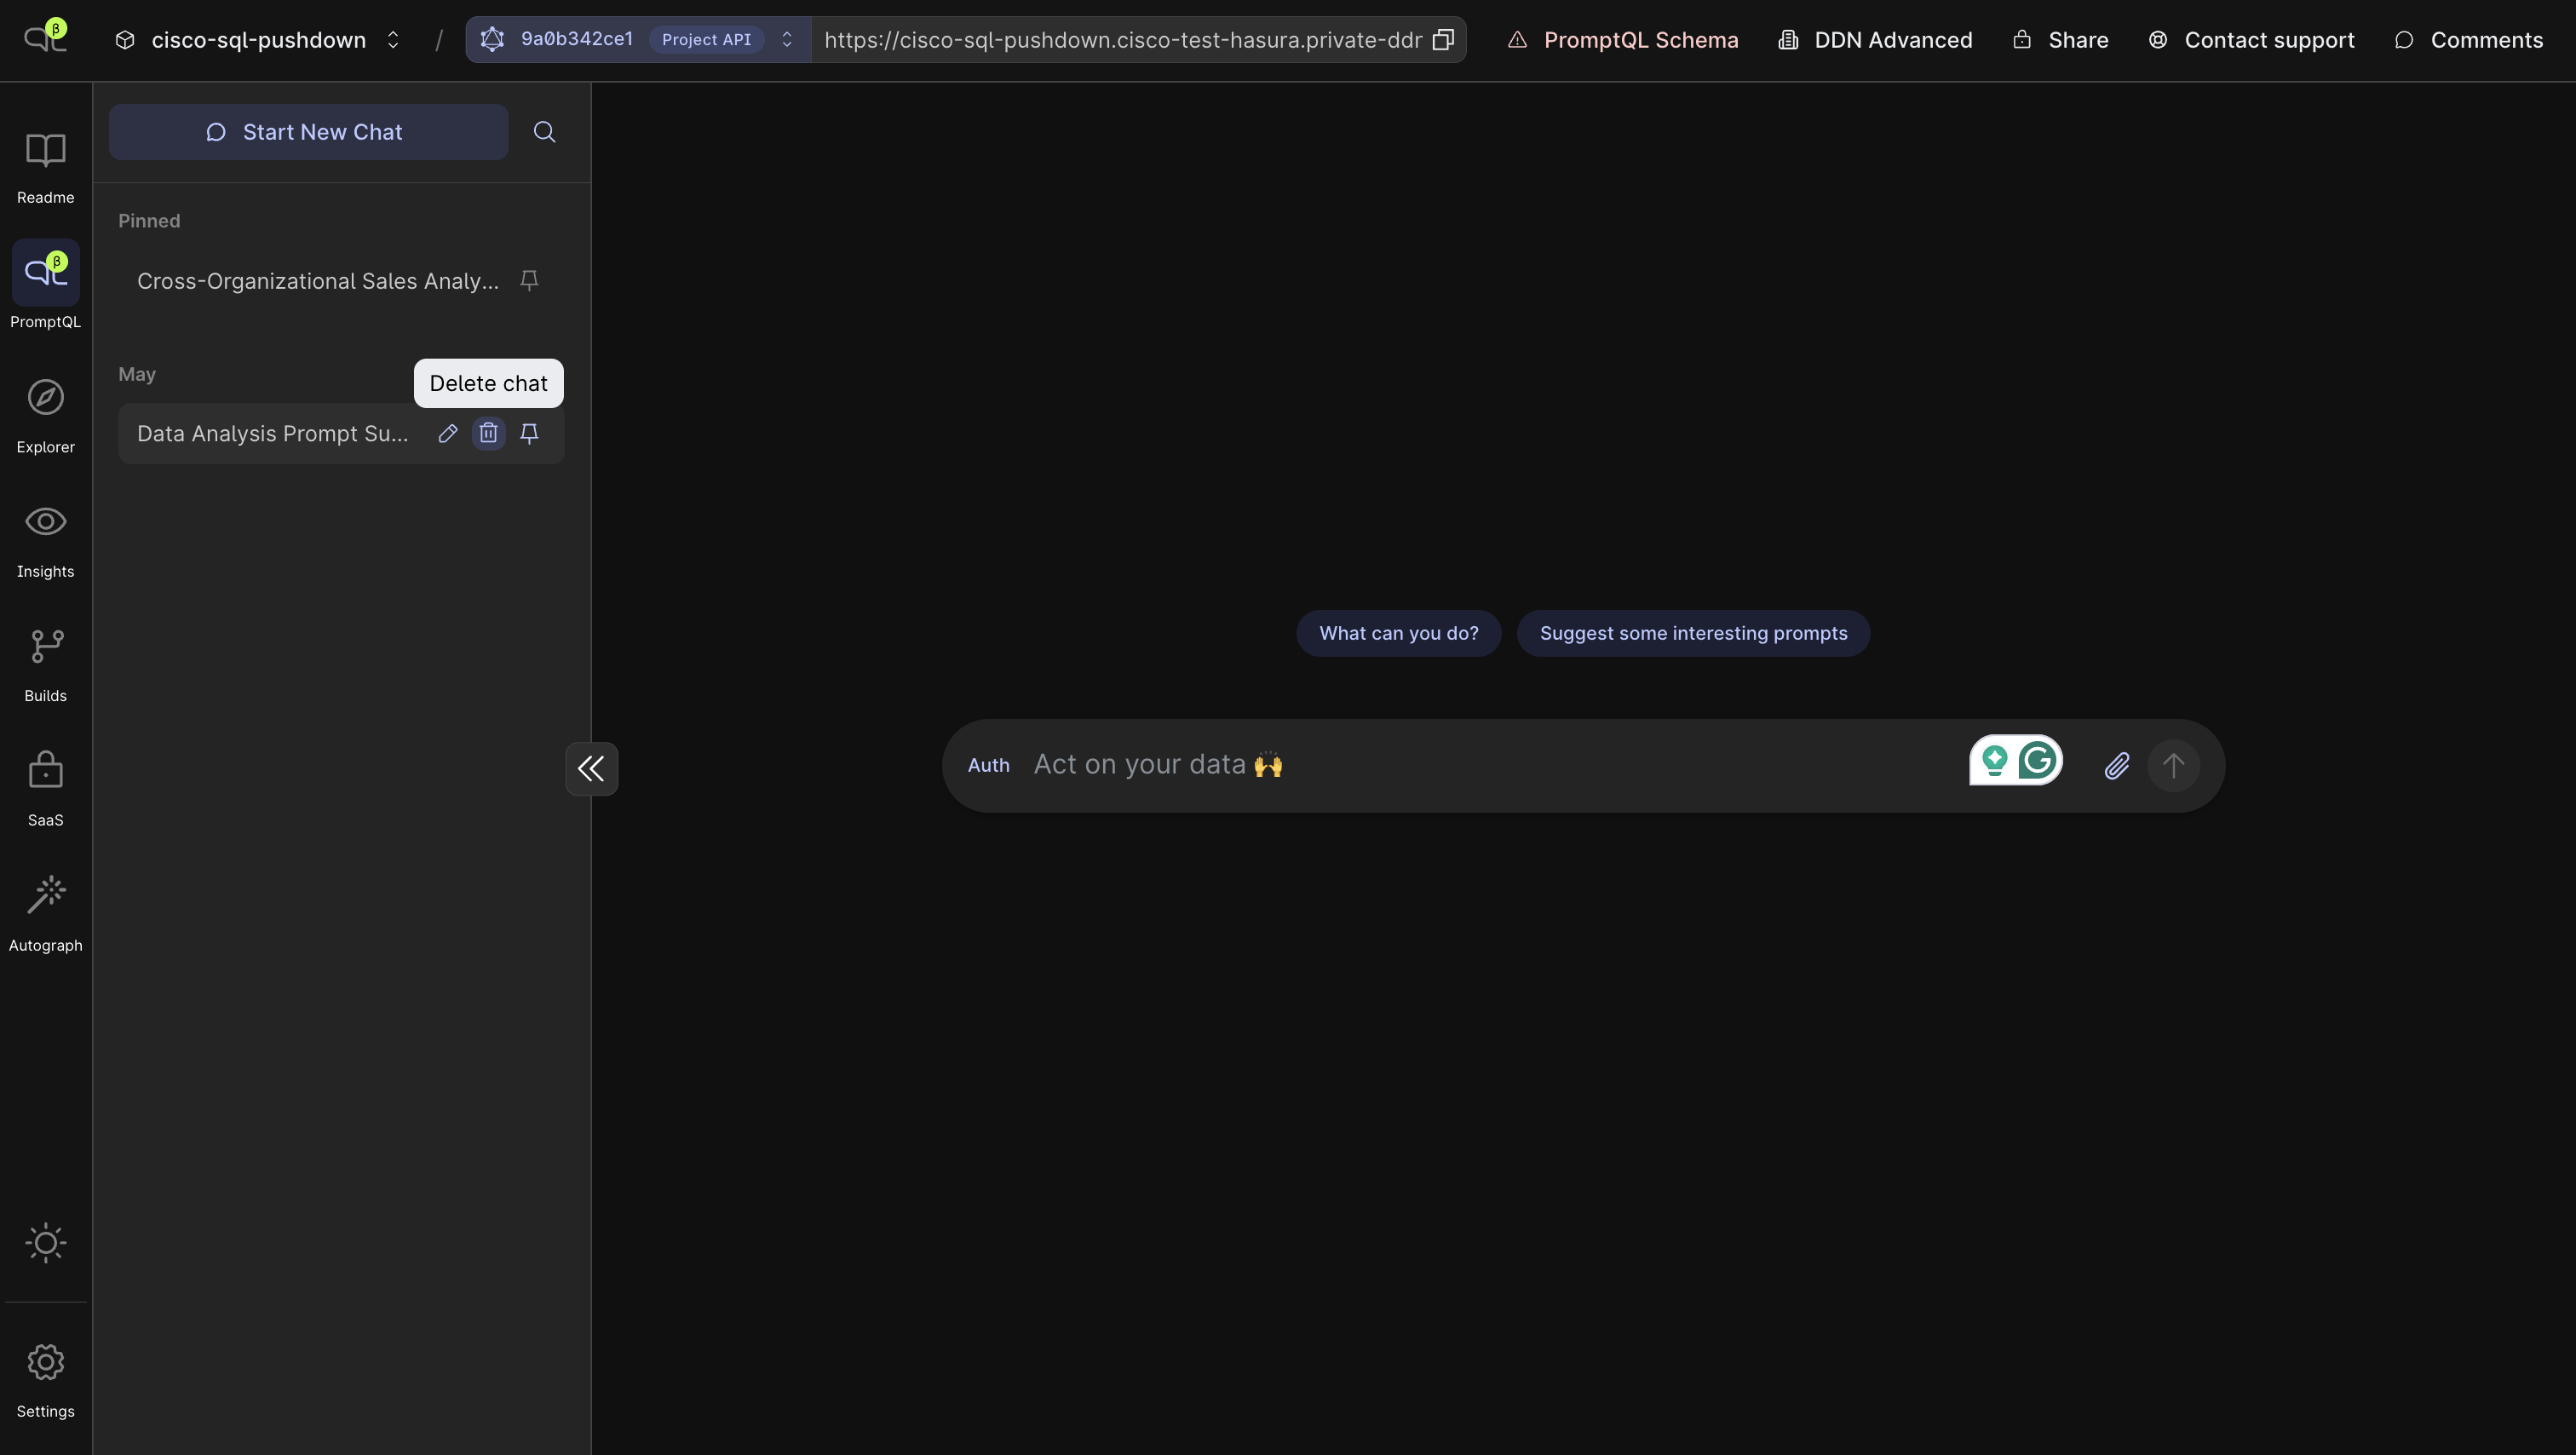 β
cisco-sql-pushdown / 9a0b342ce1 Project API https://cisco-sql-pushdown.cisco-test-hasura.private-ddr PromptQL Schema DDN Advanced Share Contact support Comments
Readme
β
PromptQL
Explorer
Insights
Builds
SaaS
Autograph
Settings
Start New Chat
Pinned
Cross-Organizational Sales Analy...
May
Delete chat
Data Analysis Prompt Su...
What can you do? Suggest some interesting prompts
Auth Act on your data 🙌